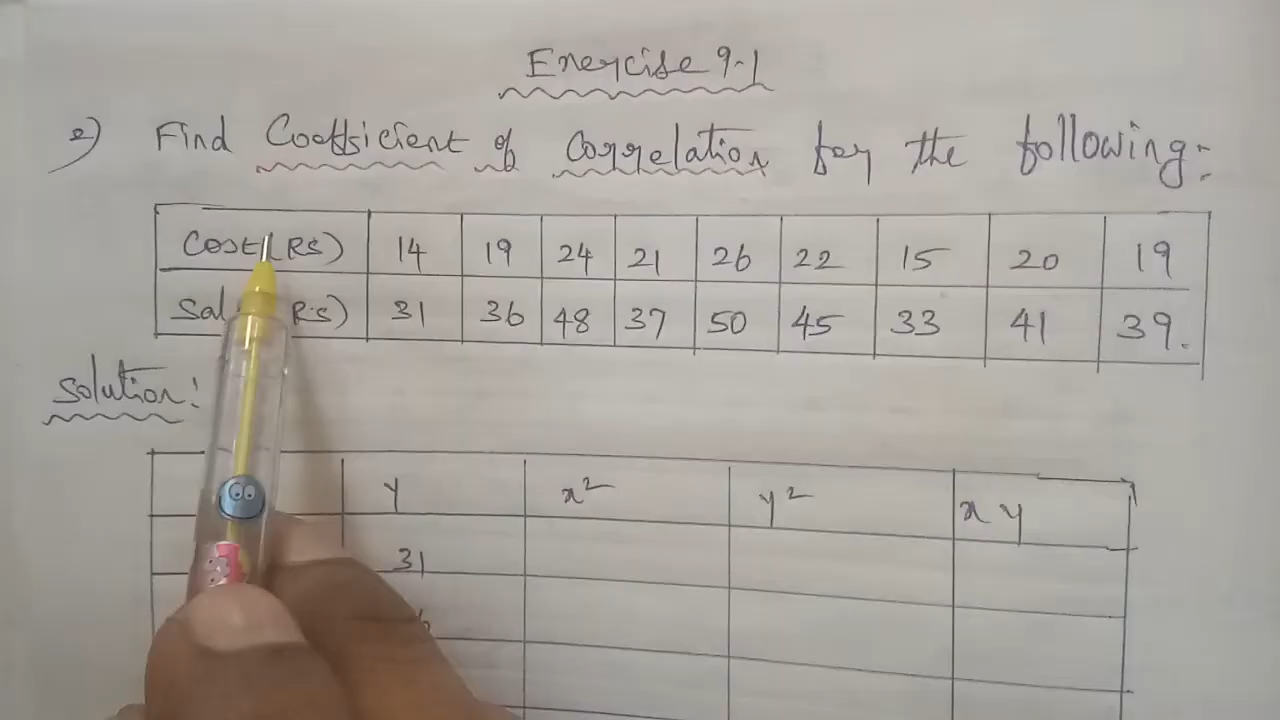 Exercise 9.1
2) Find Coefficient of Correlation for the following:
Cost (Rs) 14 19 24 21 26 22 15 20 19
Rs) 31 36 48 37 50 45 33 41 39.
Solution:
y x² y² xy
31